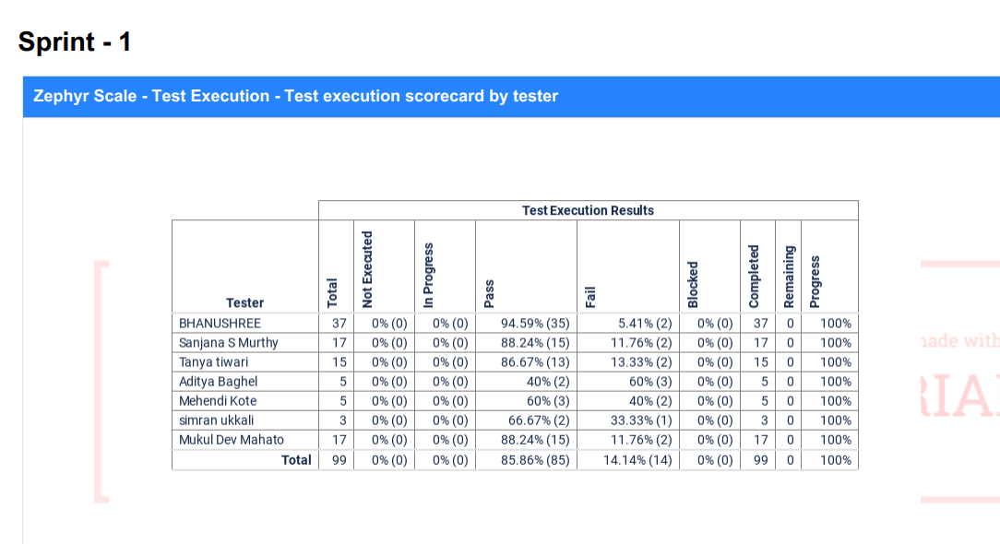 Sprint - 1
Zephyr Scale - Test Execution - Test execution scorecard by tester
Test Execution Results
Tester Total Not Executed In Progress Pass Fail Blocked Completed Remaining Progress
BHANUSHREE 37 0% (0) 0% (0) 94.59% (35) 5.41% (2) 0% (0) 37 0 100%
Sanjana S Murthy 17 0% (0) 0% (0) 88.24% (15) 11.76% (2) 0% (0) 17 0 100%
Tanya tiwari 15 0% (0) 0% (0) 86.67% (13) 13.33% (2) 0% (0) 15 0 100%
Aditya Baghel 5 0% (0) 0% (0) 40% (2) 60% (3) 0% (0) 5 0 100%
Mehendi Kote 5 0% (0) 0% (0) 60% (3) 40% (2) 0% (0) 5 0 100%
simran ukkali 3 0% (0) 0% (0) 66.67% (2) 33.33% (1) 0% (0) 3 0 100%
Mukul Dev Mahato 17 0% (0) 0% (0) 88.24% (15) 11.76% (2) 0% (0) 17 0 100%
Total 99 0% (0) 0% (0) 85.86% (85) 14.14% (14) 0% (0) 99 0 100%
with